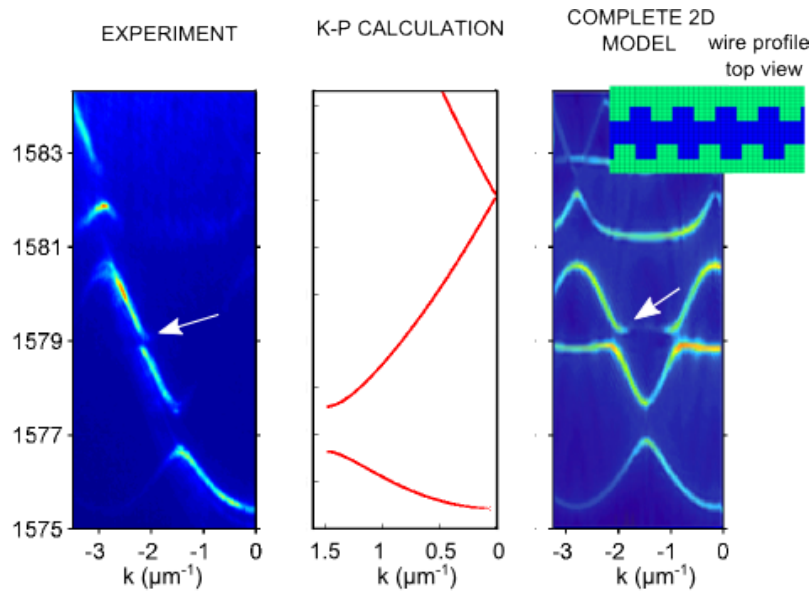 EXPERIMENT
K-P CALCULATION
COMPLETE 2D
MODEL
wire profile
top view
1583
1581
1579
1577
1575
-3 -2 -1 0
k (μm⁻¹)
1.5 1 0.5 0
k (μm⁻¹)
-3 -2 -1 0
k (μm⁻¹)